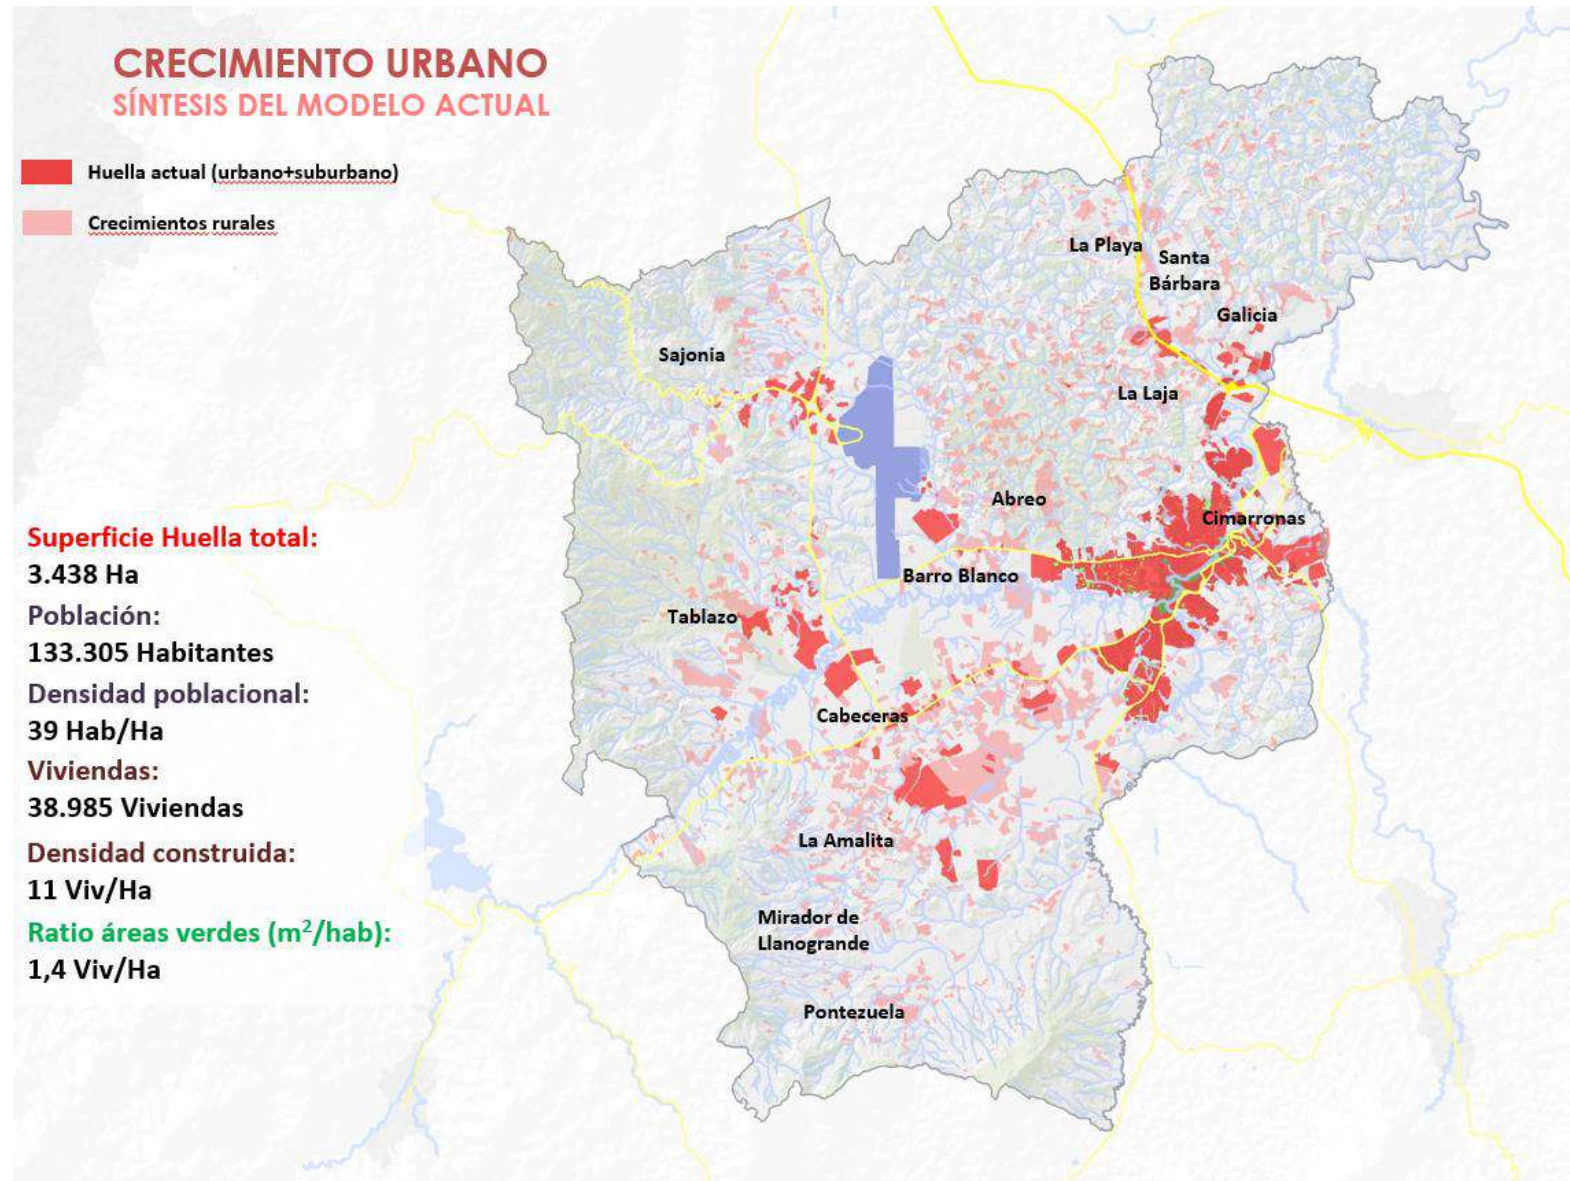 CRECIMIENTO URBANO
SÍNTESIS DEL MODELO ACTUAL
Huella actual (urbano+suburbano)
Crecimientos rurales
La Playa
Santa
Bárbara
Galicia
Sajonia
La Laja
Abreo
Cimarronas
Barro Blanco
Tablazo
Cabeceras
La Amalita
Mirador de
Llanogrande
Pontezuela
Superficie Huella total:
3.438 Ha
Población:
133.305 Habitantes
Densidad poblacional:
39 Hab/Ha
Viviendas:
38.985 Viviendas
Densidad construida:
11 Viv/Ha
Ratio áreas verdes (m²/hab):
1,4 Viv/Ha